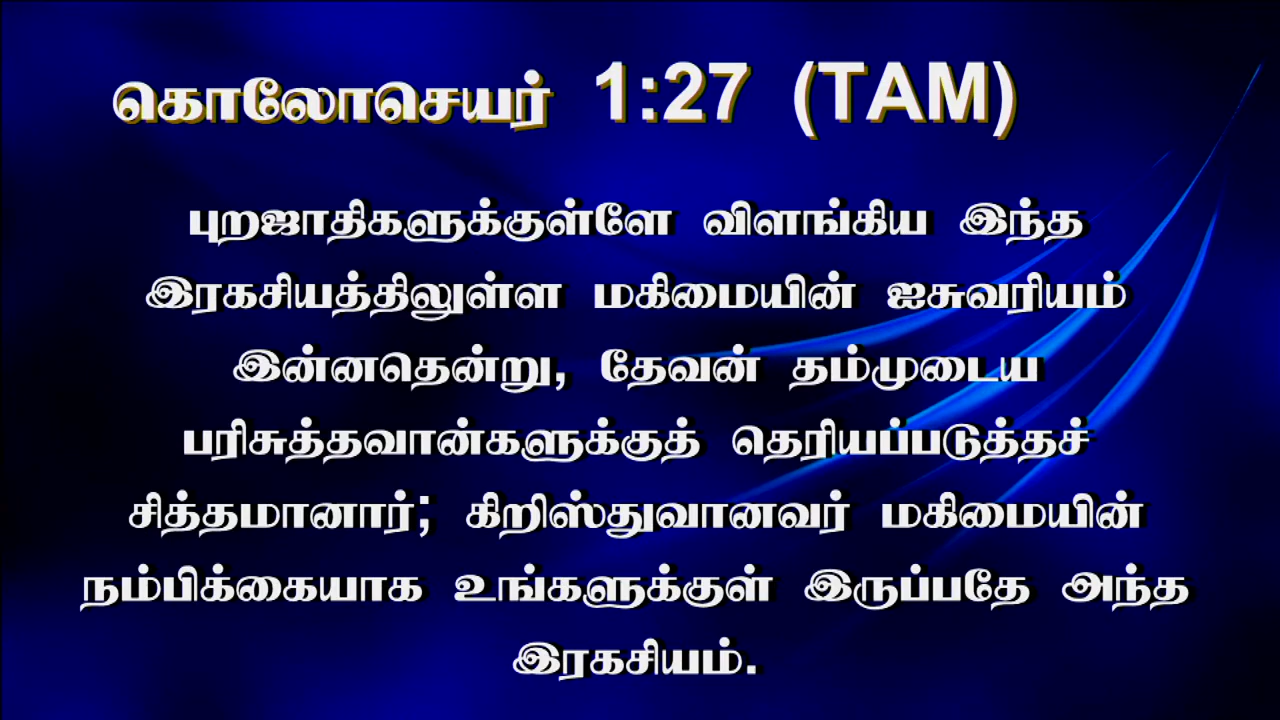 கொலோசெயர் 1:27 (TAM)
புறஜாதிகளுக்குள்ளே விளங்கிய இந்த
இரகசியத்திலுள்ள மகிமையின் ஐசுவரியம்
இன்னதென்று, தேவன் தம்முடைய
பரிசுத்தவான்களுக்குத் தெரியப்படுத்தச்
சித்தமானார்; கிறிஸ்துவானவர் மகிமையின்
நம்பிக்கையாக உங்களுக்குள் இருப்பதே அந்த
இரகசியம்.